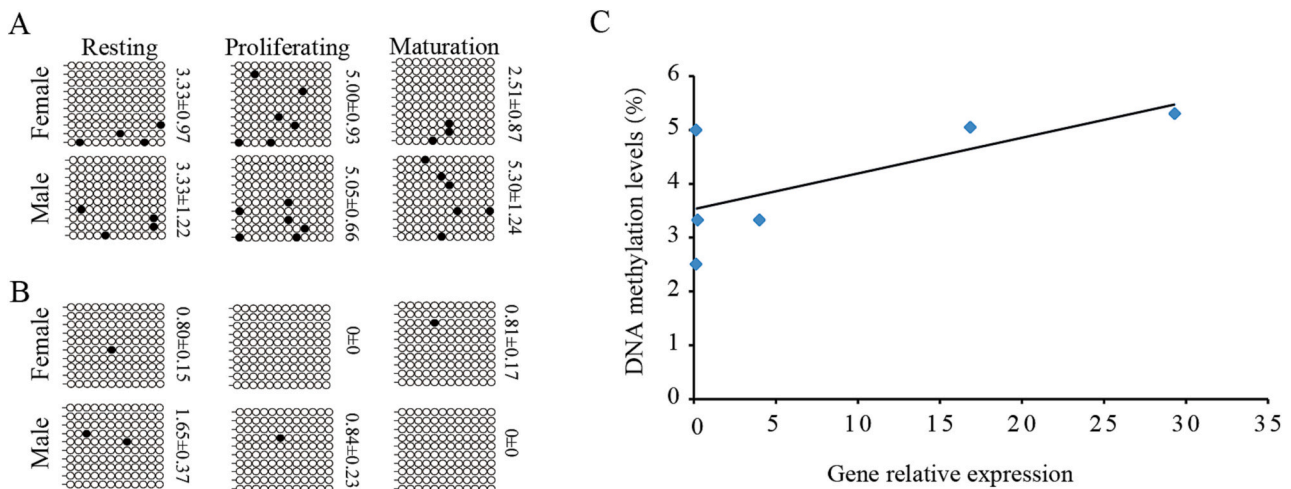 A
Resting
Proliferating
Maturation
Female
3.33±0.97
5.00±0.93
2.51±0.87
Male
3.33±1.22
5.05±0.66
5.30±1.24
B
Female
0.80±0.15
0±0
0.81±0.17
Male
1.65±0.37
0.84±0.23
0±0
C
DNA methylation levels (%)
6
5
4
3
2
1
0
0 5 10 15 20 25 30 35
Gene relative expression